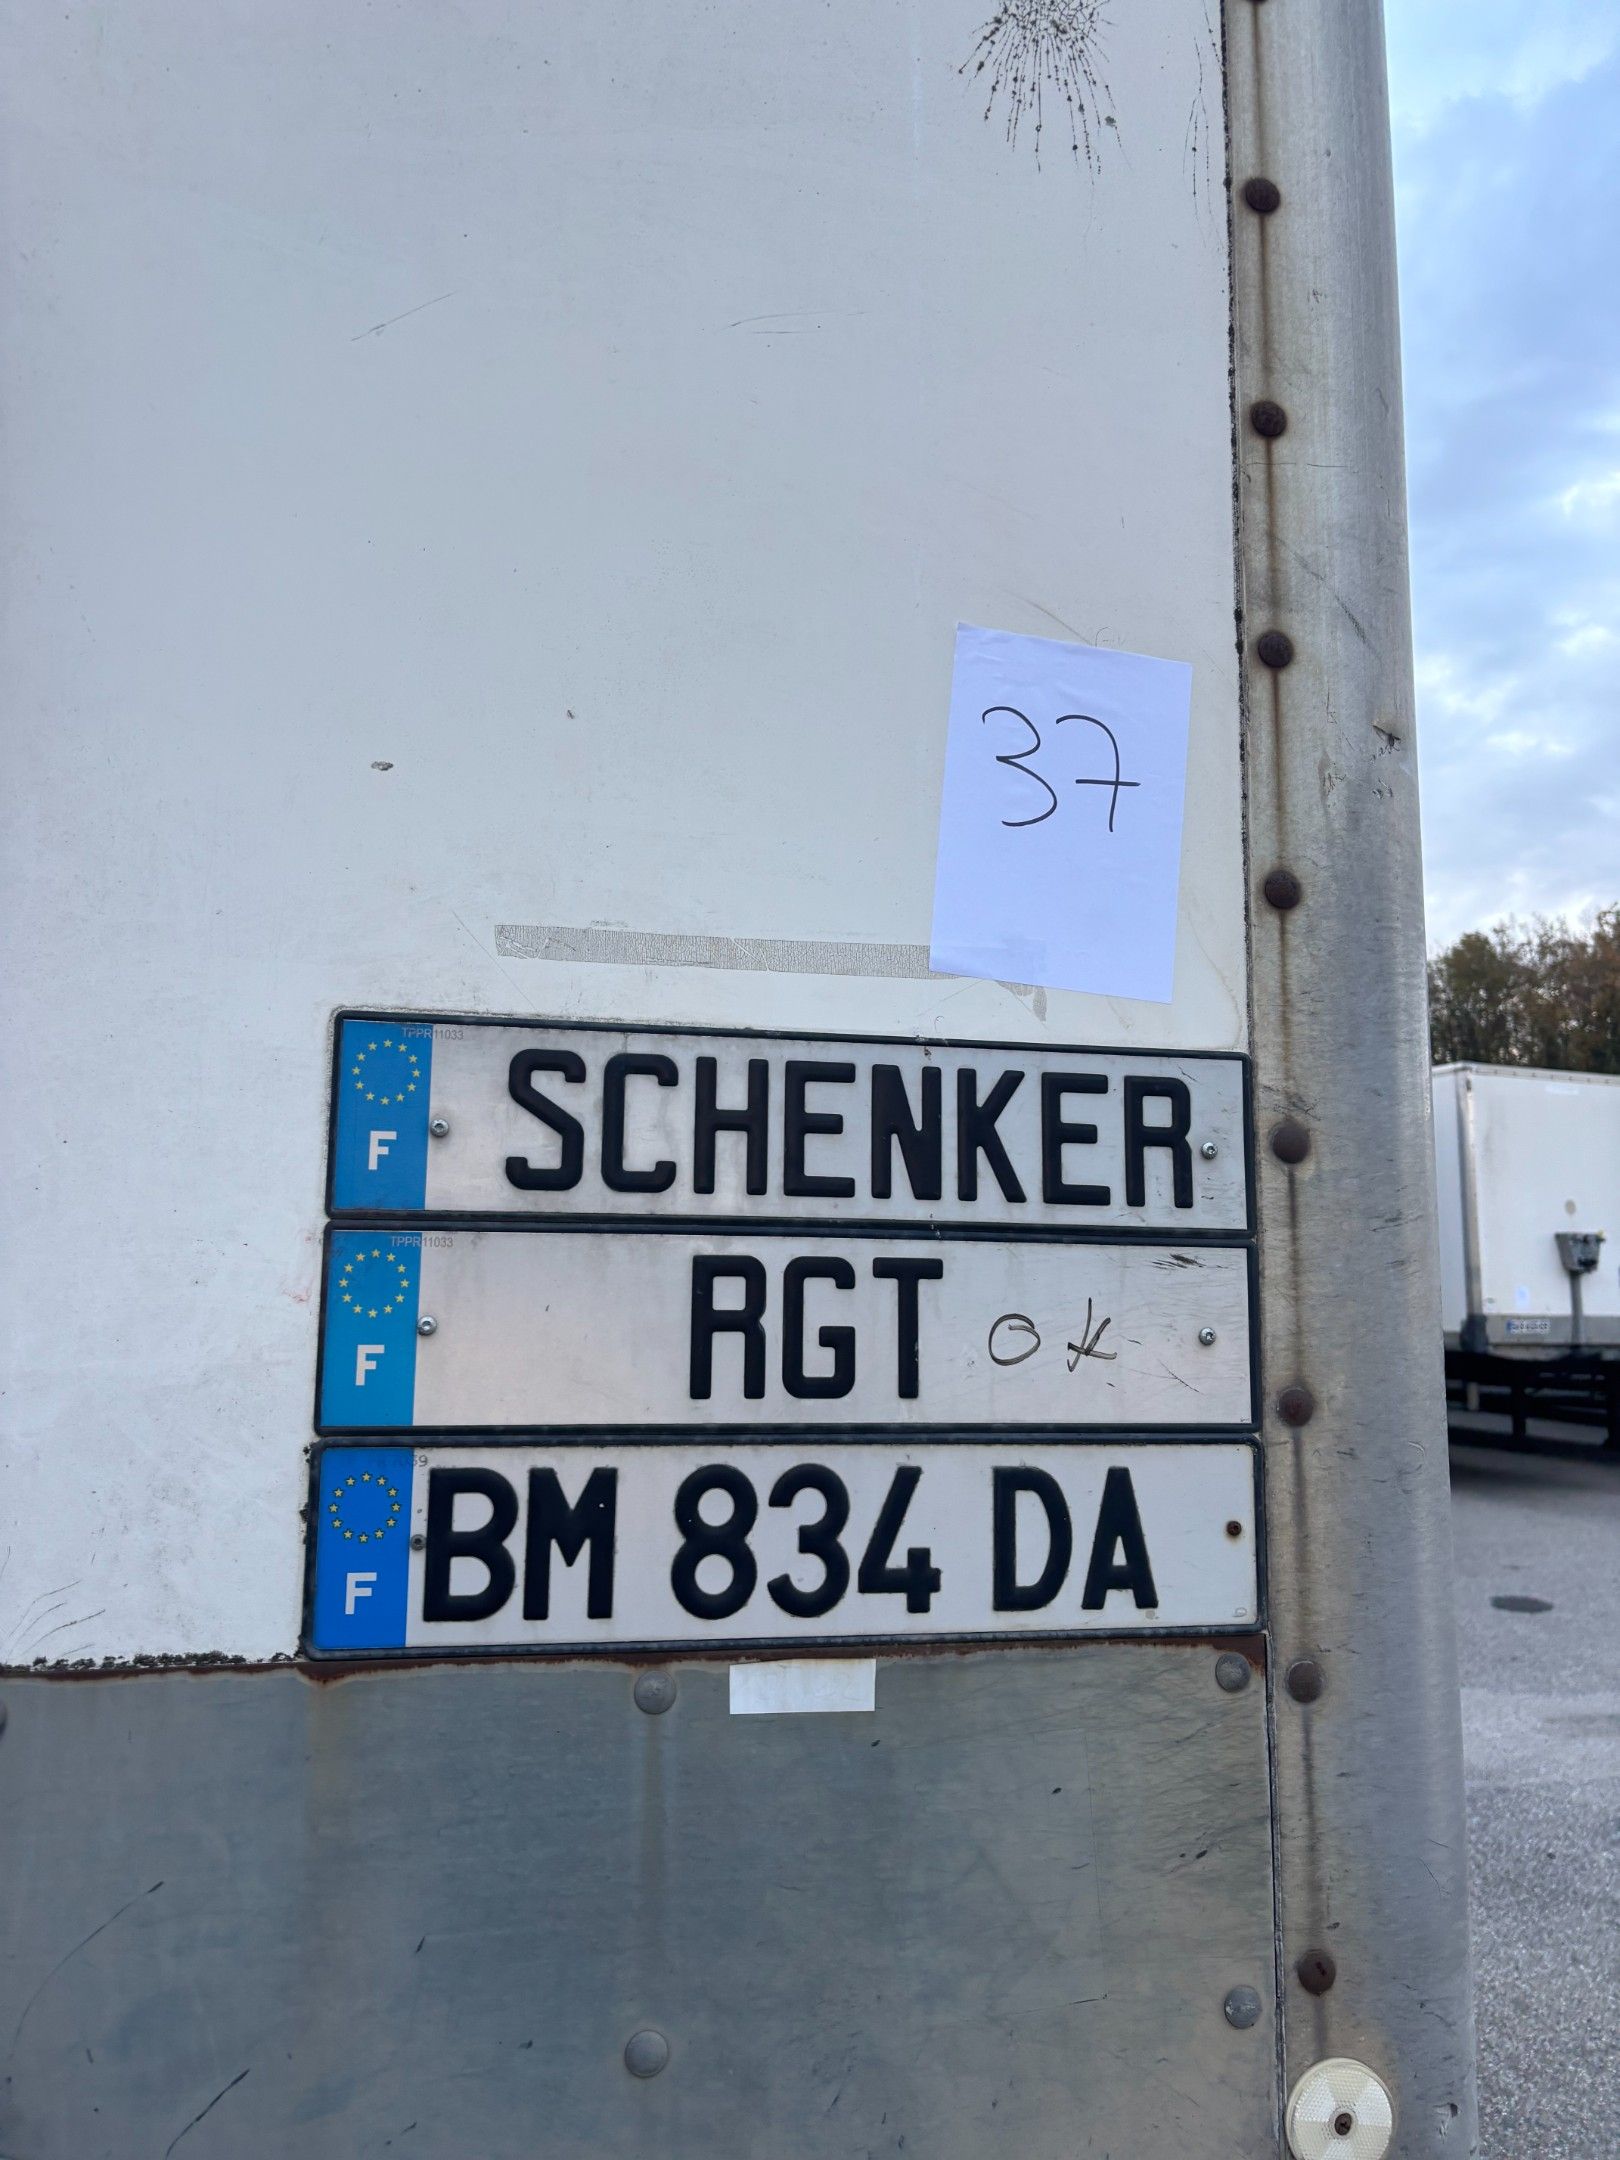 37
TPPR11033
F SCHENKER
TPPR11033
F RGT OK
F BM 834 DA